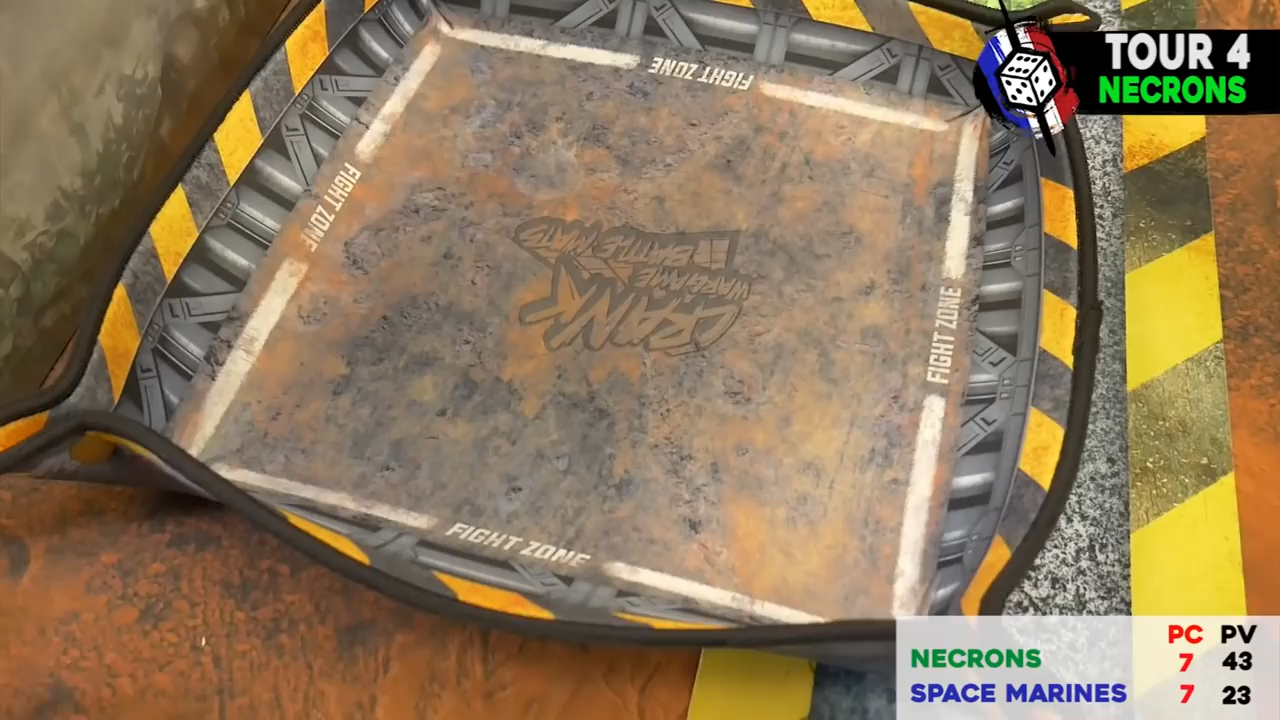 TOUR 4
NECRONS
FIGHT ZONE
FIGHT ZONE
FIGHT ZONE
CRANK
WARGAME
BATTLE MATS
FIGHT ZONE
PC PV
NECRONS 7 43
SPACE MARINES 7 23